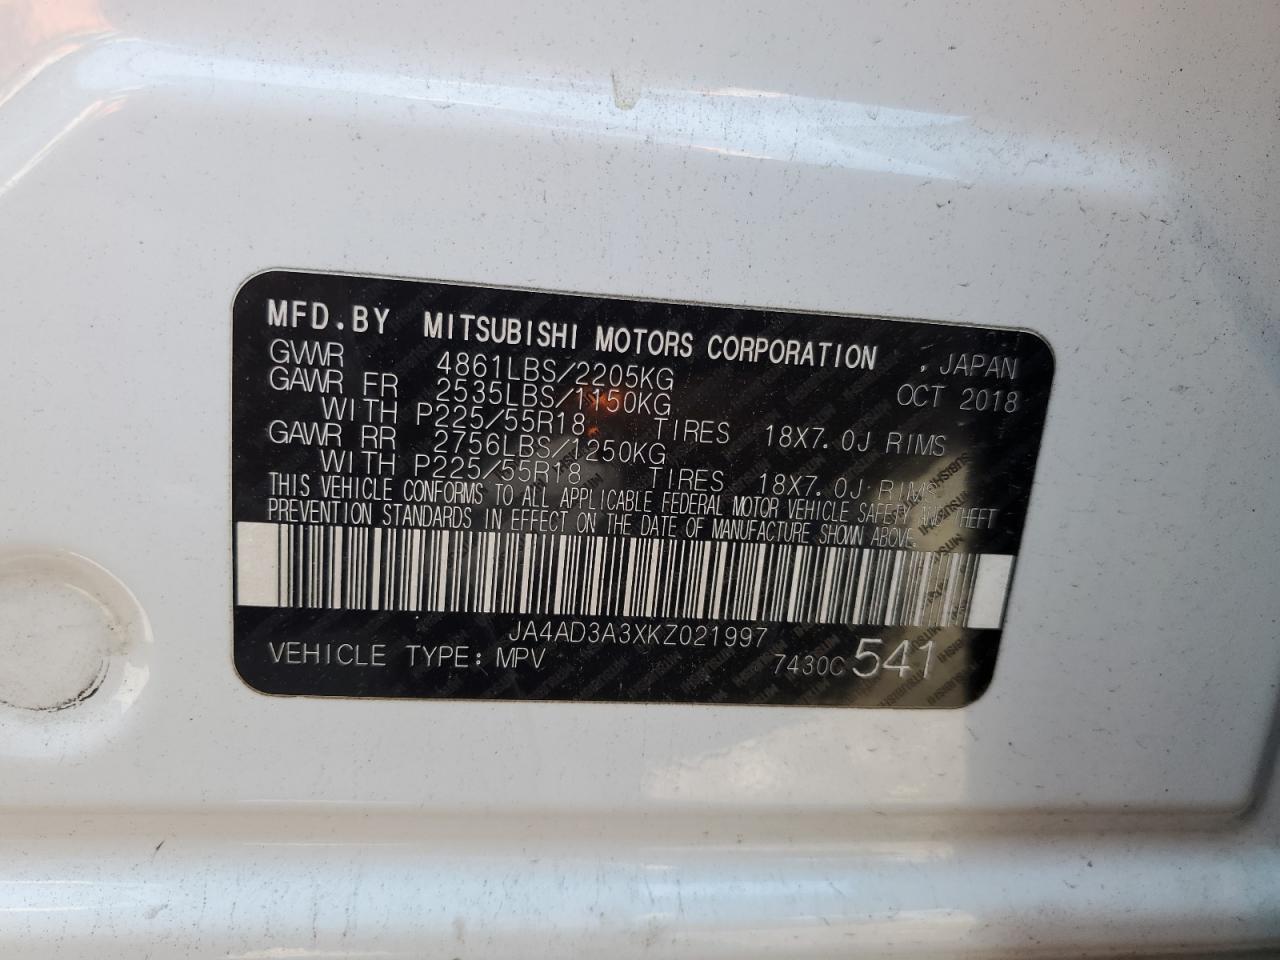 MFD.BY MITSUBISHI MOTORS CORPORATION , JAPAN
GVWR 4861LBS/2205KG OCT 2018
GAWR FR 2535LBS/1150KG
WITH P225/55R18 TIRES 18X7.0J RIMS
GAWR RR 2756LBS/1250KG
WITH P225/55R18 TIRES 18X7.0J RIMS
THIS VEHICLE CONFORMS TO ALL APPLICABLE FEDERAL MOTOR VEHICLE SAFETY AND THEFT
PREVENTION STANDARDS IN EFFECT ON THE DATE OF MANUFACTURE SHOWN ABOVE.
JA4AD3A3XKZ021997
VEHICLE TYPE: MPV 7430C 541